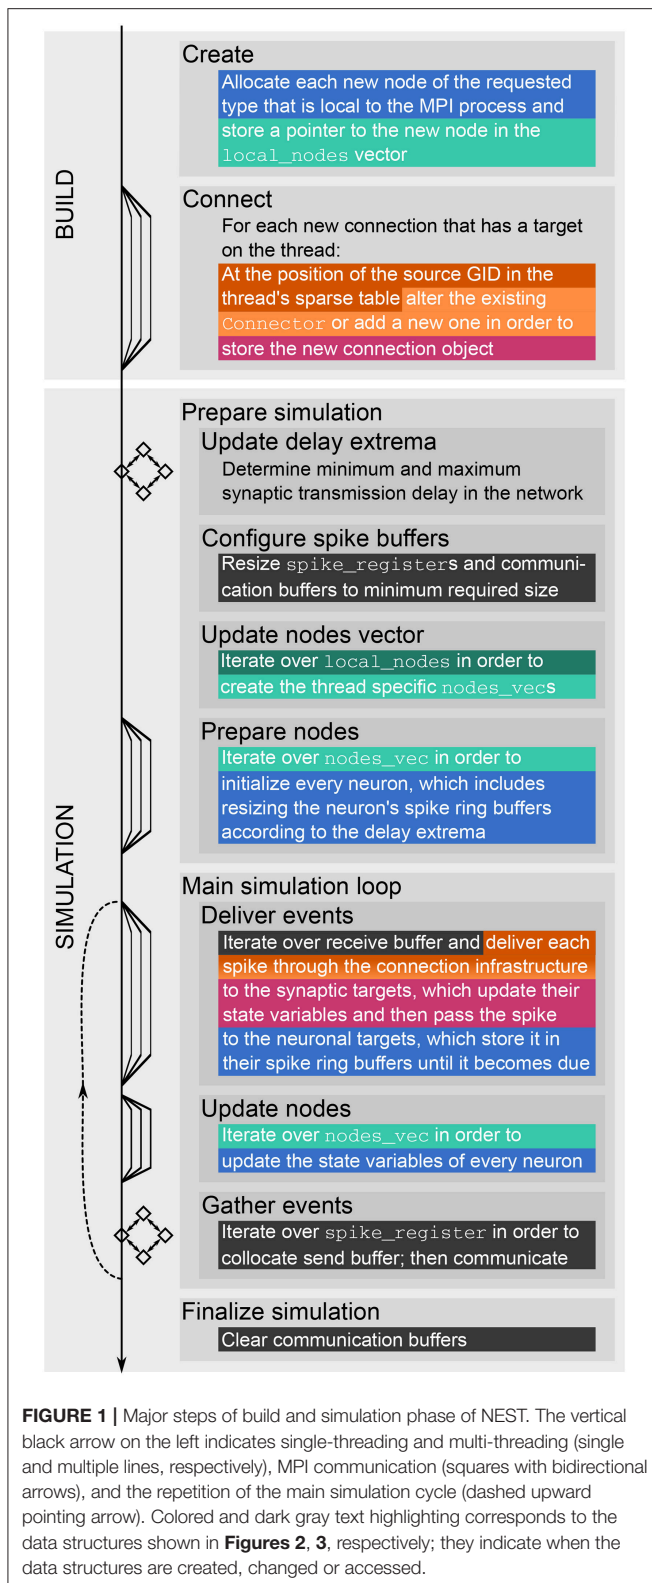 BUILD
Create
Allocate each new node of the requested
type that is local to the MPI process and
store a pointer to the new node in the
local_nodes vector
Connect
For each new connection that has a target
on the thread:
At the position of the source GID in the
thread's sparse table alter the existing
Connector or add a new one in order to
store the new connection object
SIMULATION
Prepare simulation
Update delay extrema
Determine minimum and maximum
synaptic transmission delay in the network
Configure spike buffers
Resize spike_registers and communi-
cation buffers to minimum required size
Update nodes vector
Iterate over local_nodes in order to
create the thread specific nodes_vecs
Prepare nodes
Iterate over nodes_vec in order to
initialize every neuron, which includes
resizing the neuron's spike ring buffers
according to the delay extrema
Main simulation loop
Deliver events
Iterate over receive buffer and deliver each
spike through the connection infrastructure
to the synaptic targets, which update their
state variables and then pass the spike
to the neuronal targets, which store it in
their spike ring buffers until it becomes due
Update nodes
Iterate over nodes_vec in order to
update the state variables of every neuron
Gather events
Iterate over spike_register in order to
collocate send buffer; then communicate
Finalize simulation
Clear communication buffers
FIGURE 1 | Major steps of build and simulation phase of NEST. The vertical
black arrow on the left indicates single-threading and multi-threading (single
and multiple lines, respectively), MPI communication (squares with bidirectional
arrows), and the repetition of the main simulation cycle (dashed upward
pointing arrow). Colored and dark gray text highlighting corresponds to the
data structures shown in Figures 2, 3, respectively; they indicate when the
data structures are created, changed or accessed.